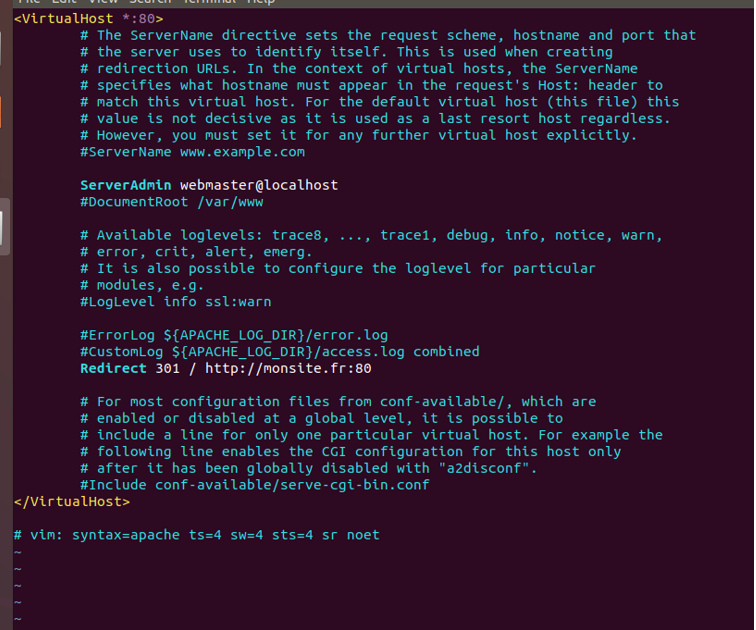 File Edit View Search Terminal Help
<VirtualHost *:80>
# The ServerName directive sets the request scheme, hostname and port that
# the server uses to identify itself. This is used when creating
# redirection URLs. In the context of virtual hosts, the ServerName
# specifies what hostname must appear in the request's Host: header to
# match this virtual host. For the default virtual host (this file) this
# value is not decisive as it is used as a last resort host regardless.
# However, you must set it for any further virtual host explicitly.
#ServerName www.example.com
ServerAdmin webmaster@localhost
#DocumentRoot /var/www
# Available loglevels: trace8, ..., trace1, debug, info, notice, warn,
# error, crit, alert, emerg.
# It is also possible to configure the loglevel for particular
# modules, e.g.
#LogLevel info ssl:warn
#ErrorLog ${APACHE_LOG_DIR}/error.log
#CustomLog ${APACHE_LOG_DIR}/access.log combined
Redirect 301 / http://monsite.fr:80
# For most configuration files from conf-available/, which are
# enabled or disabled at a global level, it is possible to
# include a line for only one particular virtual host. For example the
# following line enables the CGI configuration for this host only
# after it has been globally disabled with "a2disconf".
#Include conf-available/serve-cgi-bin.conf
</VirtualHost>
# vim: syntax=apache ts=4 sw=4 sts=4 sr noet
~
~
~
~
~